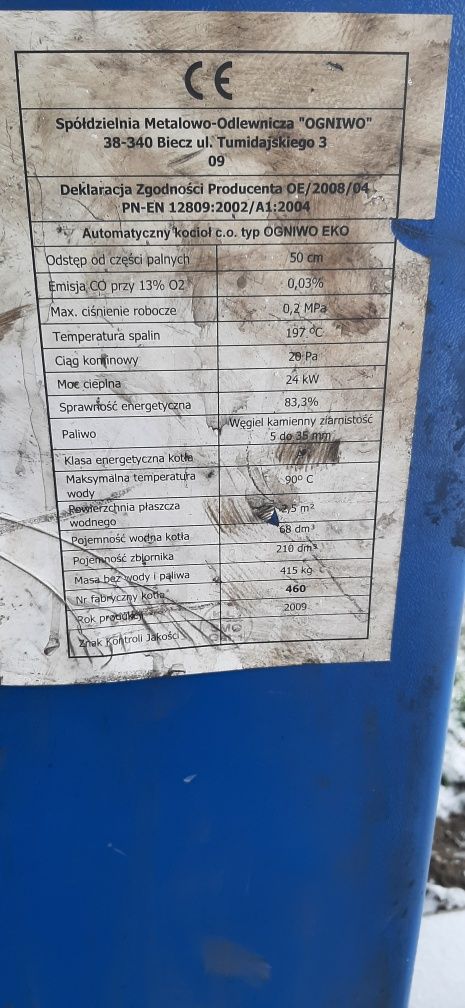 CE
Spółdzielnia Metalowo-Odlewnicza "OGNIWO"
38-340 Biecz ul. Tumidajskiego 3
09
Deklaracja Zgodności Producenta OE/2008/04
PN-EN 12809:2002/A1:2004
Automatyczny kocioł c.o. typ OGNIWO EKO
Odstęp od części palnych 50 cm
Emisja CO przy 13% O2 0,03%
Max. ciśnienie robocze 0,2 MPa
Temperatura spalin 197 °C
Ciąg kominowy 20 Pa
Moc cieplna 24 kW
Sprawność energetyczna 83,3%
Paliwo Węgiel kamienny ziarnistość
5 do 35 mm
Klasa energetyczna kotła
Maksymalna temperatura
wody 90° C
Powierzchnia płaszcza
wodnego 2,5 m²
Pojemność wodna kotła 68 dm³
Pojemność zbiornika 210 dm³
Masa bez wody i paliwa 415 kg
Nr fabryczny kotła 460
Rok produkcji 2009
Znak Kontroli Jakości